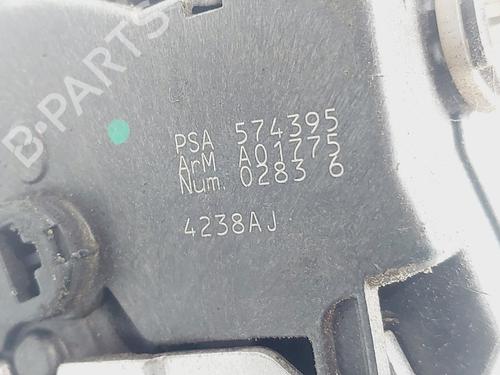 B-PARTS
PSA 574395
ArM A01775
Num. 0283 6
4238AJ